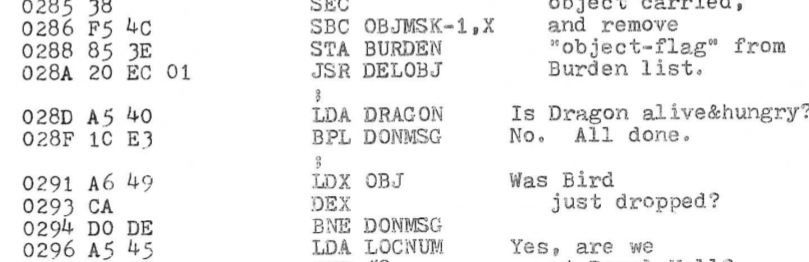 0285 38 SEC object carried,
0286 F5 4C SBC OBJMSK-1,X and remove
0288 85 3E STA BURDEN "object-flag" from
028A 20 EC 01 JSR DELOBJ Burden list.
;
028D A5 40 LDA DRAGON Is Dragon alive&hungry?
028F 1C E3 BPL DONMSG No. All done.
;
0291 A6 49 LDX OBJ Was Bird
0293 CA DEX just dropped?
0294 D0 DE BNE DONMSG
0296 A5 45 LDA LOCNUM Yes, are we